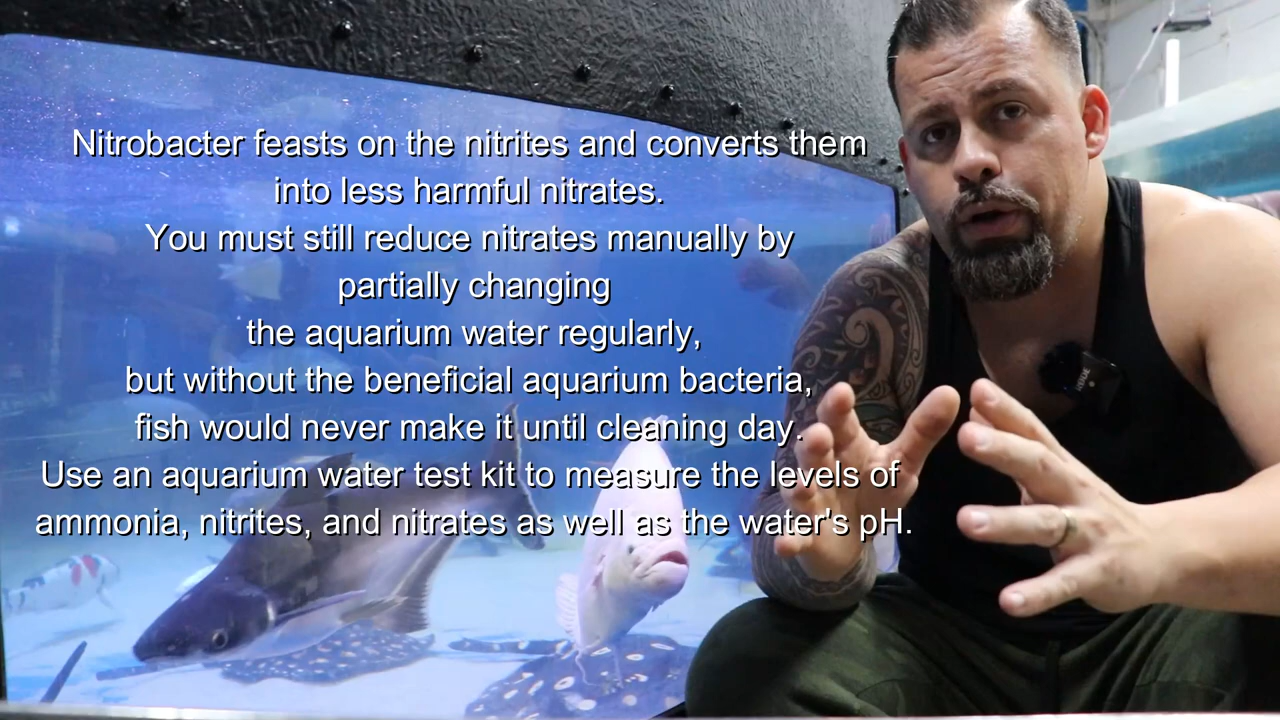 Nitrobacter feasts on the nitrites and converts them
into less harmful nitrates.
You must still reduce nitrates manually by
partially changing
the aquarium water regularly,
but without the beneficial aquarium bacteria,
fish would never make it until cleaning day.
Use an aquarium water test kit to measure the levels of
ammonia, nitrites, and nitrates as well as the water's pH.